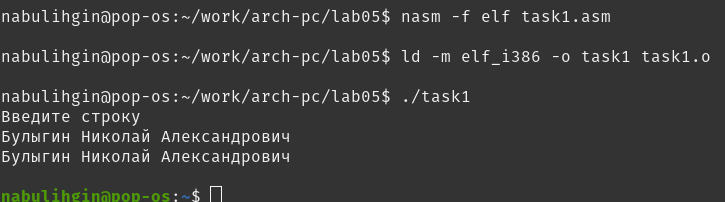 nabulihgin@pop-os:~/work/arch-pc/lab05$ nasm -f elf task1.asm
nabulihgin@pop-os:~/work/arch-pc/lab05$ ld -m elf_i386 -o task1 task1.o
nabulihgin@pop-os:~/work/arch-pc/lab05$ ./task1
Введите строку
Булыгин Николай Александрович
Булыгин Николай Александрович
nabulihgin@pop-os:~$